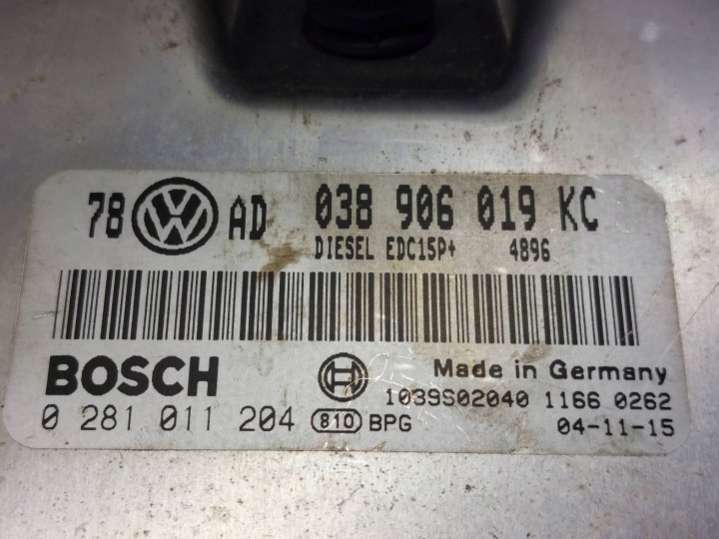 78 VW AD 038 906 019 KC
DIESEL EDC15P+ 4896
BOSCH
Made in Germany
1039S02040 1166 0262
0 281 011 204 810 BPG 04-11-15